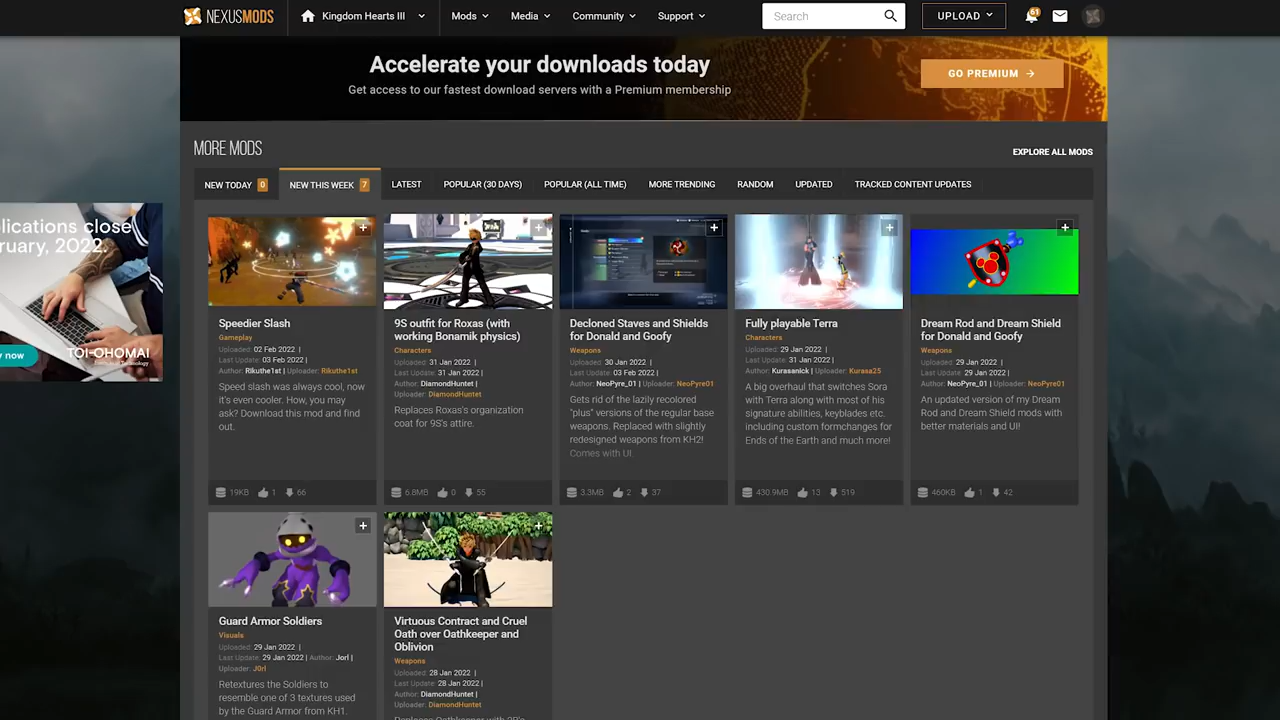 NEXUSMODS
Kingdom Hearts III
Mods
Media
Community
Support
Search
UPLOAD
61
Accelerate your downloads today
Get access to our fastest download servers with a Premium membership
GO PREMIUM
MORE MODS
EXPLORE ALL MODS
NEW TODAY 0
NEW THIS WEEK 7
LATEST
POPULAR (30 DAYS)
POPULAR (ALL TIME)
MORE TRENDING
RANDOM
UPDATED
TRACKED CONTENT UPDATES
lications close
ruary, 2022.
y now
TOI-OHOMAI
Speedier Slash
Gameplay
Uploaded: 02 Feb 2022 |
Last Update: 03 Feb 2022 |
Author: Rikuthe1st | Uploader: Rikuthe1st
Speed slash was always cool, now
it's even cooler. How, you may
ask? Download this mod and find
out.
19KB 1 66
9S outfit for Roxas (with
working Bonamik physics)
Characters
Uploaded: 31 Jan 2022 |
Last Update: 31 Jan 2022 |
Author: DiamondHuntet |
Uploader: DiamondHuntet
Replaces Roxas's organization
coat for 9S's attire.
6.8MB 0 55
Decloned Staves and Shields
for Donald and Goofy
Weapons
Uploaded: 30 Jan 2022 |
Last Update: 03 Feb 2022 |
Author: NeoPyre_01 | Uploader: NeoPyre01
Gets rid of the lazily recolored
"plus" versions of the regular base
weapons. Replaced with slightly
redesigned weapons from KH2!
Comes with UI.
3.3MB 2 37
Fully playable Terra
Characters
Uploaded: 29 Jan 2022 |
Last Update: 31 Jan 2022 |
Author: Kurasanick | Uploader: Kurasa25
A big overhaul that switches Sora
with Terra along with most of his
signature abilities, keyblades etc.
including custom formchanges for
Ends of the Earth and much more!
430.9MB 13 519
Dream Rod and Dream Shield
for Donald and Goofy
Weapons
Uploaded: 29 Jan 2022 |
Last Update: 29 Jan 2022 |
Author: NeoPyre_01 | Uploader: NeoPyre01
An updated version of my Dream
Rod and Dream Shield mods with
better materials and UI!
460KB 1 42
Guard Armor Soldiers
Visuals
Uploaded: 29 Jan 2022 |
Last Update: 29 Jan 2022 | Author: Jorl |
Uploader: J0rl
Retextures the Soldiers to
resemble one of 3 textures used
by the Guard Armor from KH1.
Virtuous Contract and Cruel
Oath over Oathkeeper and
Oblivion
Weapons
Uploaded: 28 Jan 2022 |
Last Update: 28 Jan 2022 |
Author: DiamondHuntet |
Uploader: DiamondHuntet